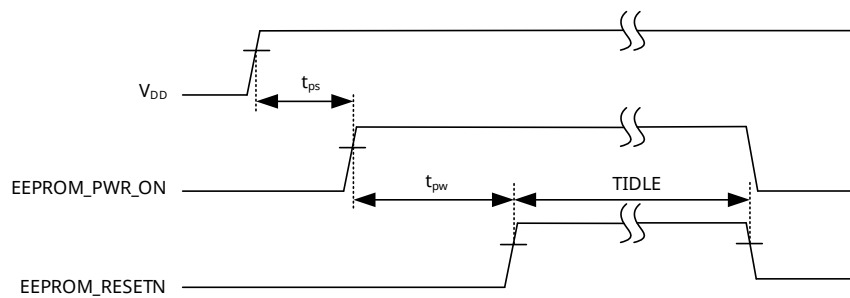 t_ps
V_DD
EEPROM_PWR_ON
t_pw TIDLE
EEPROM_RESETN